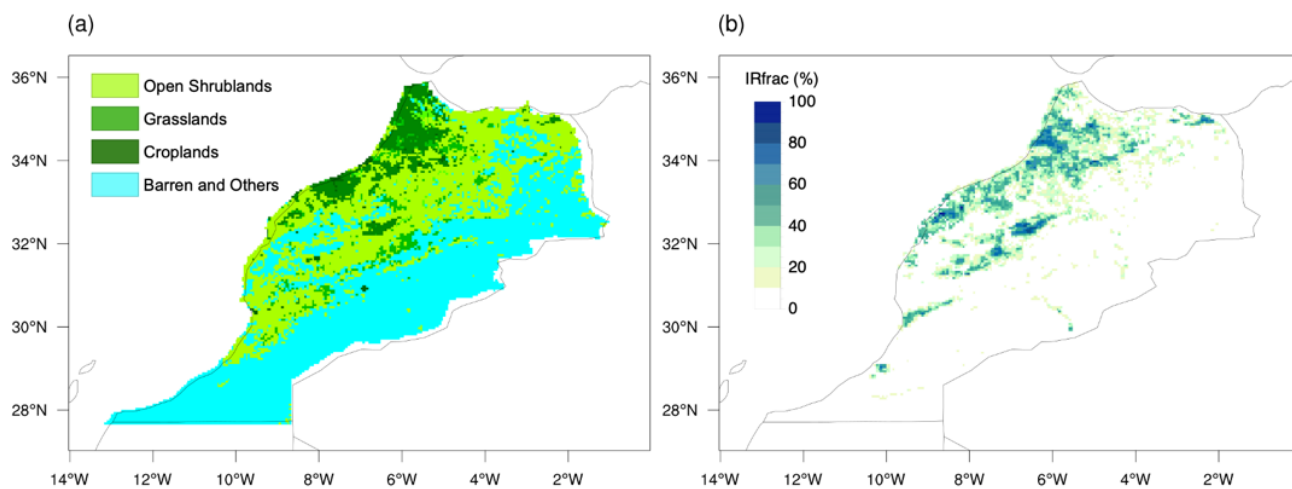 (a)
(b)
36°N
34°N
32°N
30°N
28°N
14°W 12°W 10°W 8°W 6°W 4°W 2°W
Open Shrublands
Grasslands
Croplands
Barren and Others
36°N
34°N
32°N
30°N
28°N
14°W 12°W 10°W 8°W 6°W 4°W 2°W
IRfrac (%)
100
80
60
40
20
0